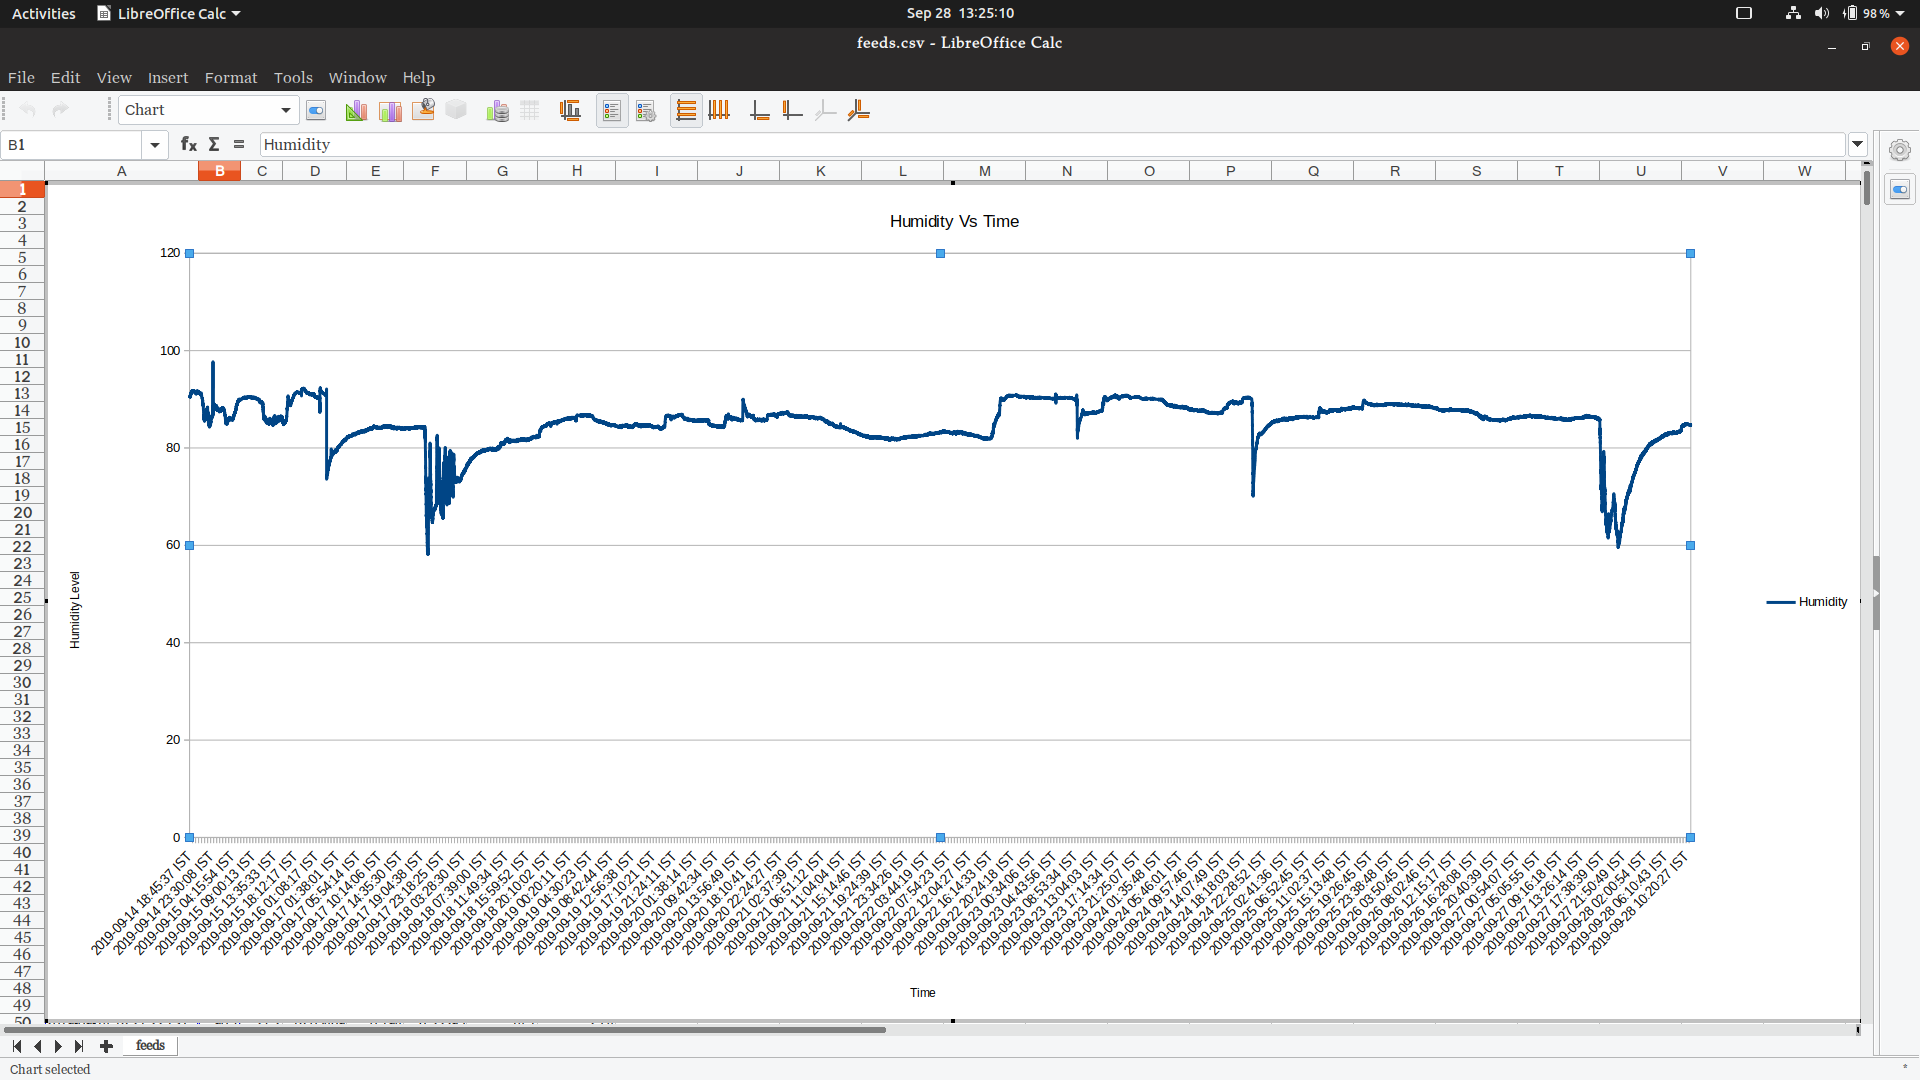 Activities LibreOffice Calc Sep 28 13:25:10 98%
feeds.csv - LibreOffice Calc
File Edit View Insert Format Tools Window Help
Chart
B1 fx Σ = Humidity
A B C D E F G H I J K L M N O P Q R S T U V W
1
2
3
4
5
6
7
8
9
10
11
12
13
14
15
16
17
18
19
20
21
22
23
24
25
26
27
28
29
30
31
32
33
34
35
36
37
38
39
40
41
42
43
44
45
46
47
48
49
50
Humidity Vs Time
120
100
80
60
40
20
0
Humidity Level
Humidity
2019-09-14 18:45:37 IST
2019-09-14 23:30:08 IST
2019-09-15 04:15:54 IST
2019-09-15 09:00:13 IST
2019-09-15 13:35:33 IST
2019-09-15 18:12:17 IST
2019-09-16 01:08:17 IST
2019-09-17 01:38:01 IST
2019-09-17 05:54:14 IST
2019-09-17 10:14:06 IST
2019-09-17 14:35:30 IST
2019-09-17 19:04:38 IST
2019-09-17 23:18:25 IST
2019-09-18 03:28:30 IST
2019-09-18 07:39:00 IST
2019-09-18 11:49:34 IST
2019-09-18 15:59:52 IST
2019-09-18 20:10:02 IST
2019-09-19 00:20:11 IST
2019-09-19 04:30:23 IST
2019-09-19 08:42:44 IST
2019-09-19 12:56:38 IST
2019-09-19 17:10:21 IST
2019-09-19 21:24:11 IST
2019-09-20 01:38:14 IST
2019-09-20 09:42:34 IST
2019-09-20 13:56:49 IST
2019-09-20 18:10:41 IST
2019-09-20 22:24:27 IST
2019-09-21 02:37:39 IST
2019-09-21 06:51:12 IST
2019-09-21 11:04:04 IST
2019-09-21 15:14:46 IST
2019-09-21 19:24:39 IST
2019-09-21 23:34:26 IST
2019-09-22 03:44:19 IST
2019-09-22 07:54:23 IST
2019-09-22 12:04:27 IST
2019-09-22 16:14:33 IST
2019-09-22 20:24:18 IST
2019-09-23 00:34:06 IST
2019-09-23 04:43:56 IST
2019-09-23 08:53:34 IST
2019-09-23 13:04:03 IST
2019-09-23 17:14:34 IST
2019-09-23 21:25:07 IST
2019-09-24 01:35:48 IST
2019-09-24 05:46:01 IST
2019-09-24 09:57:46 IST
2019-09-24 14:07:49 IST
2019-09-24 18:18:03 IST
2019-09-24 22:28:52 IST
2019-09-25 02:41:36 IST
2019-09-25 06:52:45 IST
2019-09-25 11:02:37 IST
2019-09-25 15:13:48 IST
2019-09-25 19:26:45 IST
2019-09-25 23:38:48 IST
2019-09-26 03:50:45 IST
2019-09-26 08:02:46 IST
2019-09-26 12:15:17 IST
2019-09-26 16:28:08 IST
2019-09-26 20:40:39 IST
2019-09-27 00:54:07 IST
2019-09-27 05:05:55 IST
2019-09-27 09:16:18 IST
2019-09-27 13:26:14 IST
2019-09-27 17:38:39 IST
2019-09-27 21:50:49 IST
2019-09-28 02:00:54 IST
2019-09-28 06:10:43 IST
2019-09-28 10:20:27 IST
Time
feeds
Chart selected